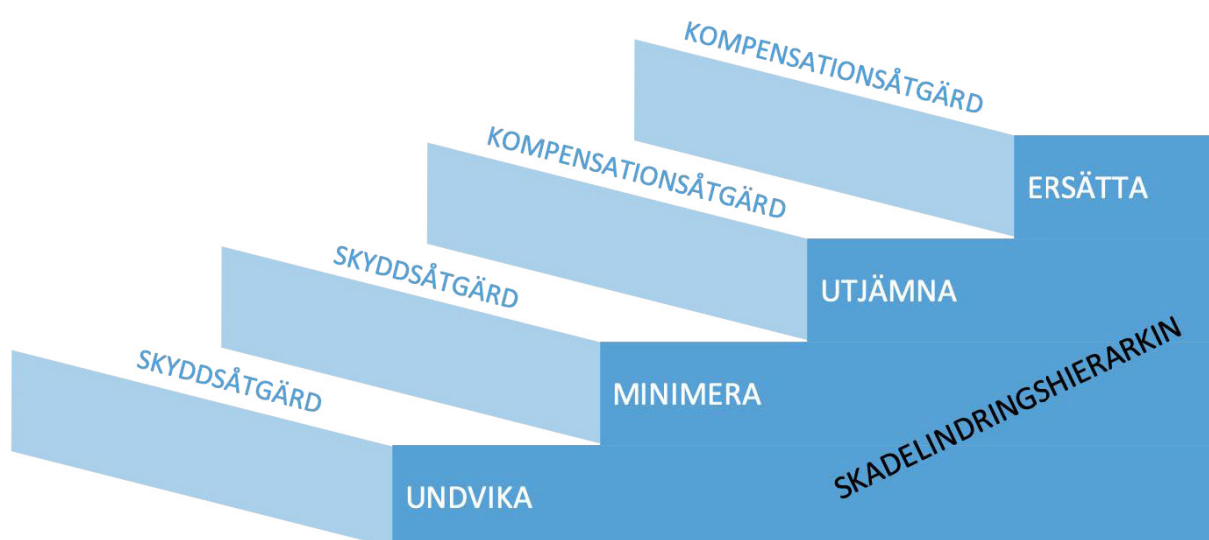 KOMPENSATIONSÅTGÄRD
ERSÄTTA
KOMPENSATIONSÅTGÄRD
UTJÄMNA
SKYDDSÅTGÄRD
MINIMERA
SKYDDSÅTGÄRD
UNDVIKA
SKADELINDRINGSHIERARKIN